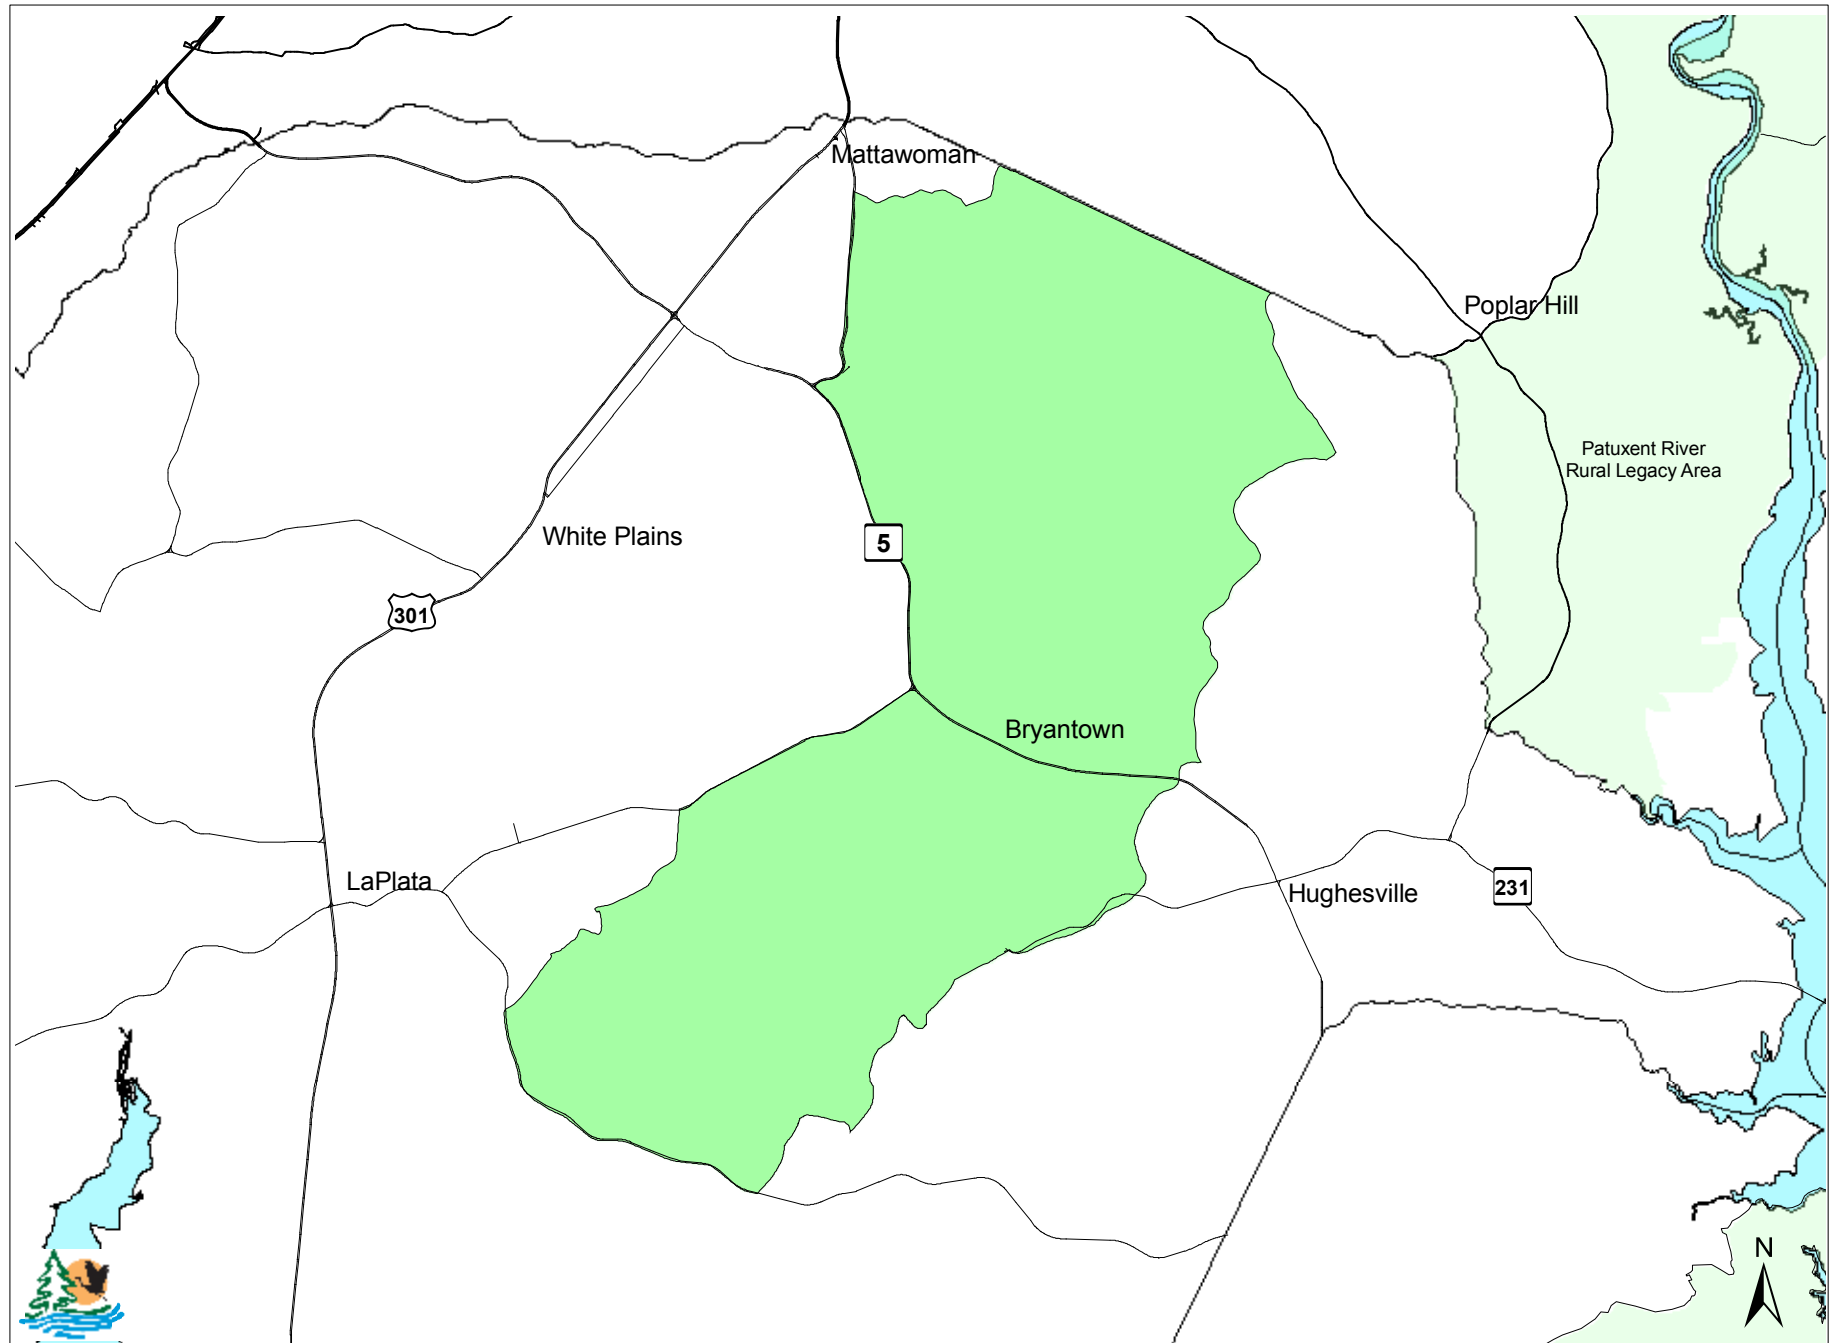 Mattawoman
Poplar Hill
Patuxent River
Rural Legacy Area
White Plains
5
301
Bryantown
LaPlata
231
Hughesville
N